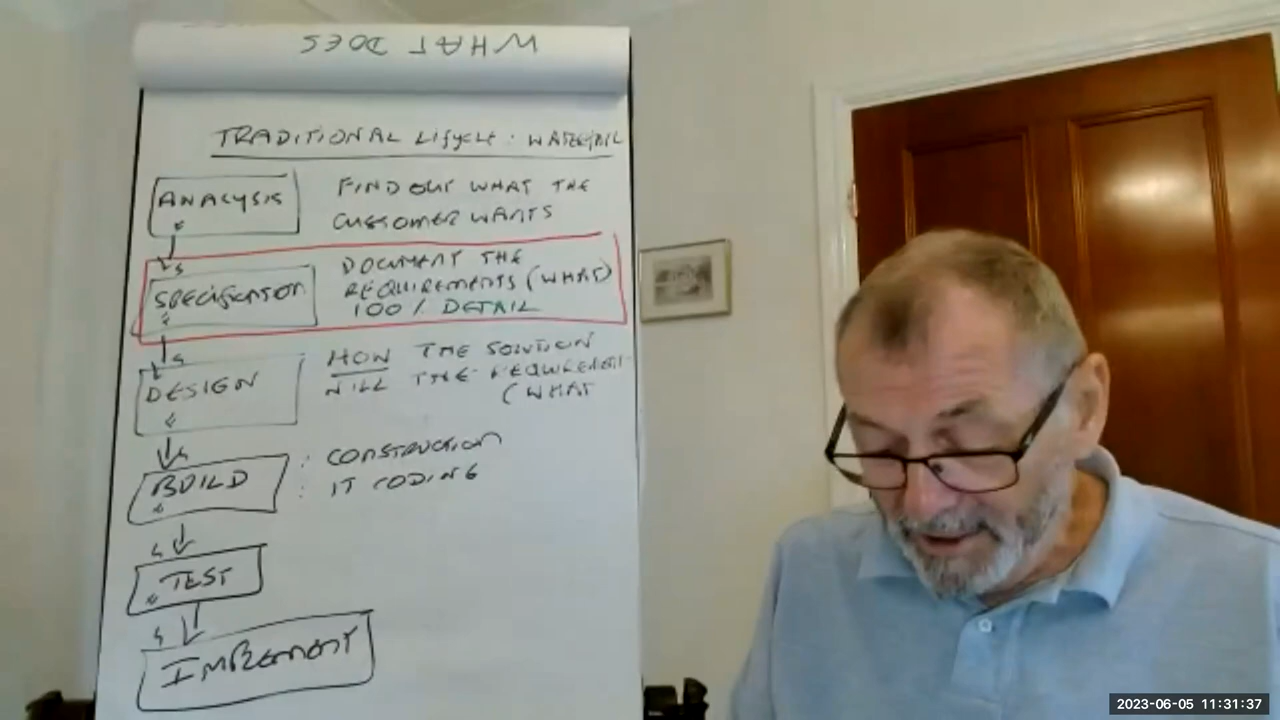 WHAT DOES
TRADITIONAL Lifycle : WATERFALL
ANALYSIS
FIND OUT WHAT THE
CUSTOMER WANTS
SPECIFICATION
DOCUMENT THE
REQUIREMENTS (WHAT)
100% DETAIL
DESIGN
HOW THE SOLUTION
WILL THE REQUIREMENT
(WHAT
BUILD
: CONSTRUCTION
: IT CODING
TEST
IMPLEMENT
2023-06-05 11:31:37